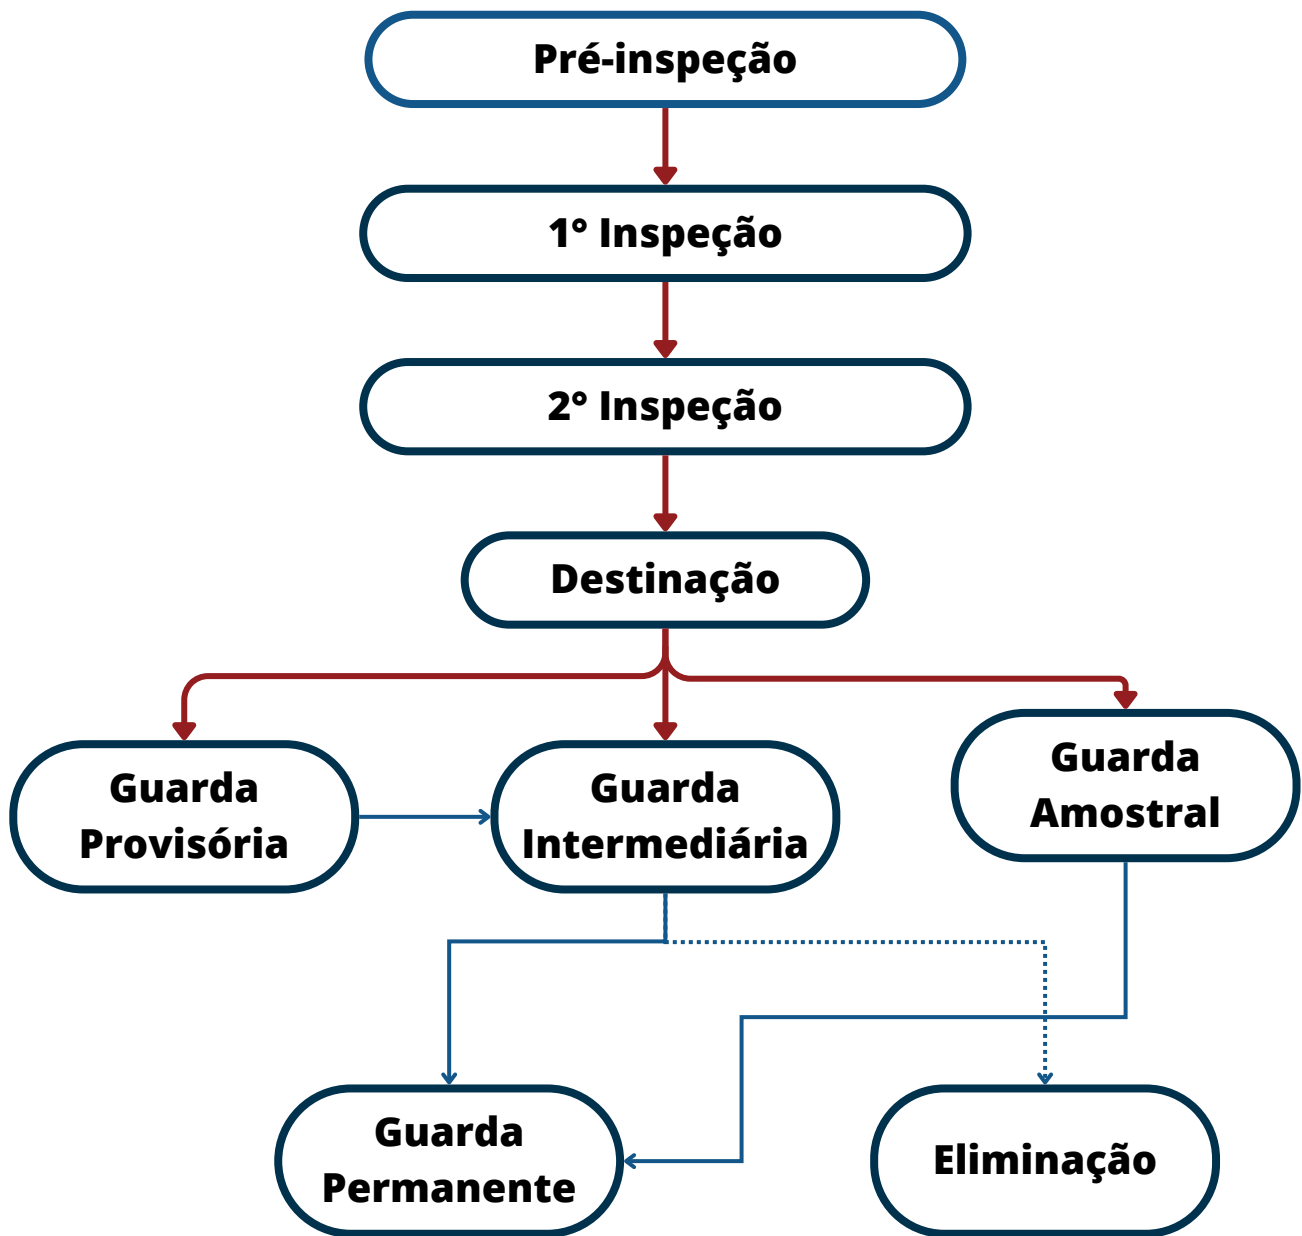 Pré-inspeção
1° Inspeção
2° Inspeção
Destinação
Guarda
Provisória
Guarda
Intermediária
Guarda
Amostral
Guarda
Permanente
Eliminação